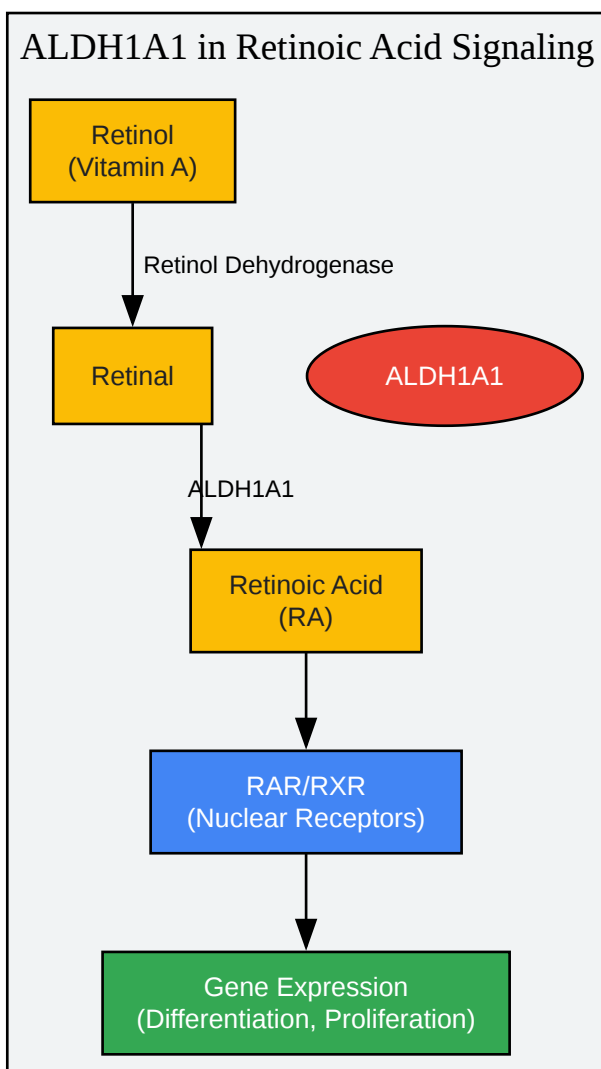 ALDH1A1 in Retinoic Acid Signaling
Retinol
(Vitamin A)
Retinol Dehydrogenase
Retinal
ALDH1A1
ALDH1A1
Retinoic Acid
(RA)
RAR/RXR
(Nuclear Receptors)
Gene Expression
(Differentiation, Proliferation)